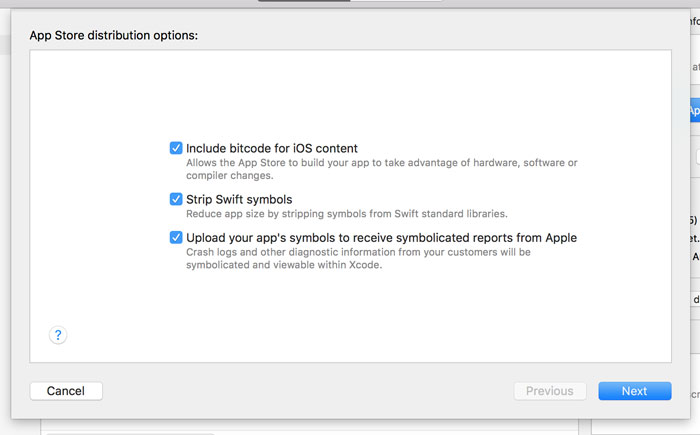 App Store distribution options:
Include bitcode for iOS content
Allows the App Store to build your app to take advantage of hardware, software or
compiler changes.
Strip Swift symbols
Reduce app size by stripping symbols from Swift standard libraries.
Upload your app's symbols to receive symbolicated reports from Apple
Crash logs and other diagnostic information from your customers will be
symbolicated and viewable within Xcode.
?
Cancel
Previous
Next